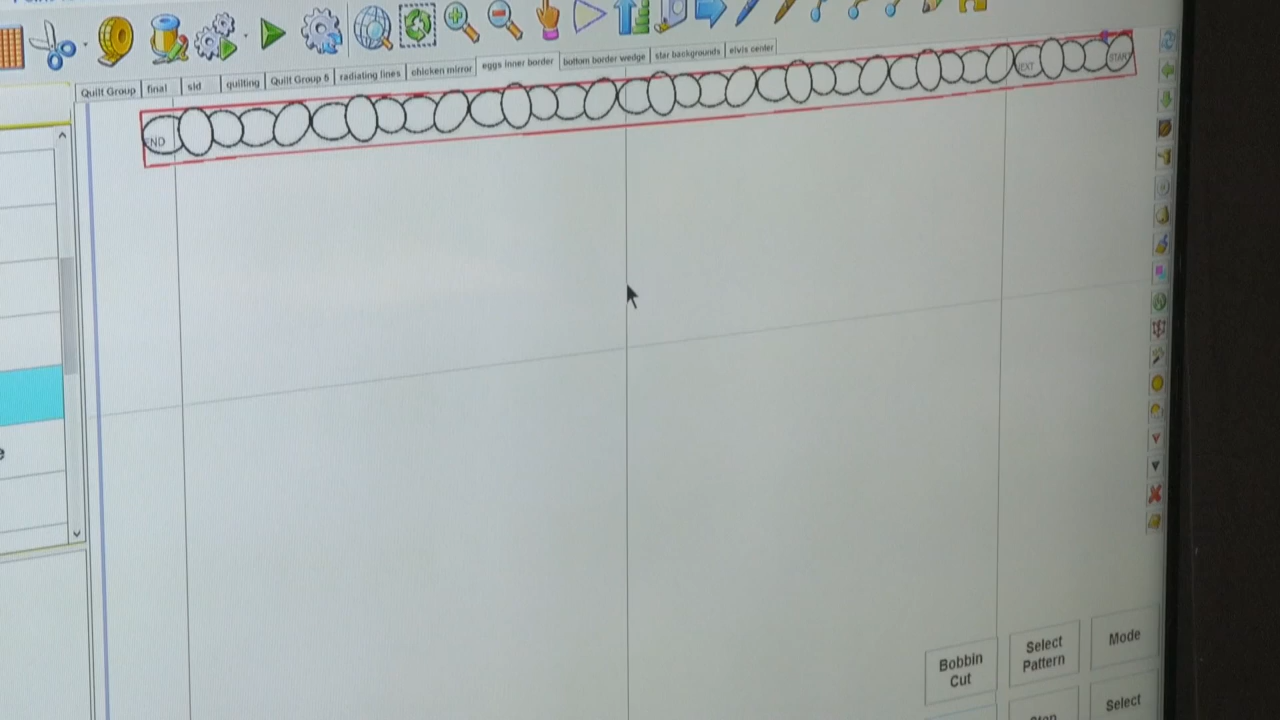 Quilt Group final sid quilting Quilt Group 5 radiating lines chicken mirror eggs inner border bottom border wedge star backgrounds elvis center
START
END
e
Bobbin Cut
Select Pattern
Mode
Select